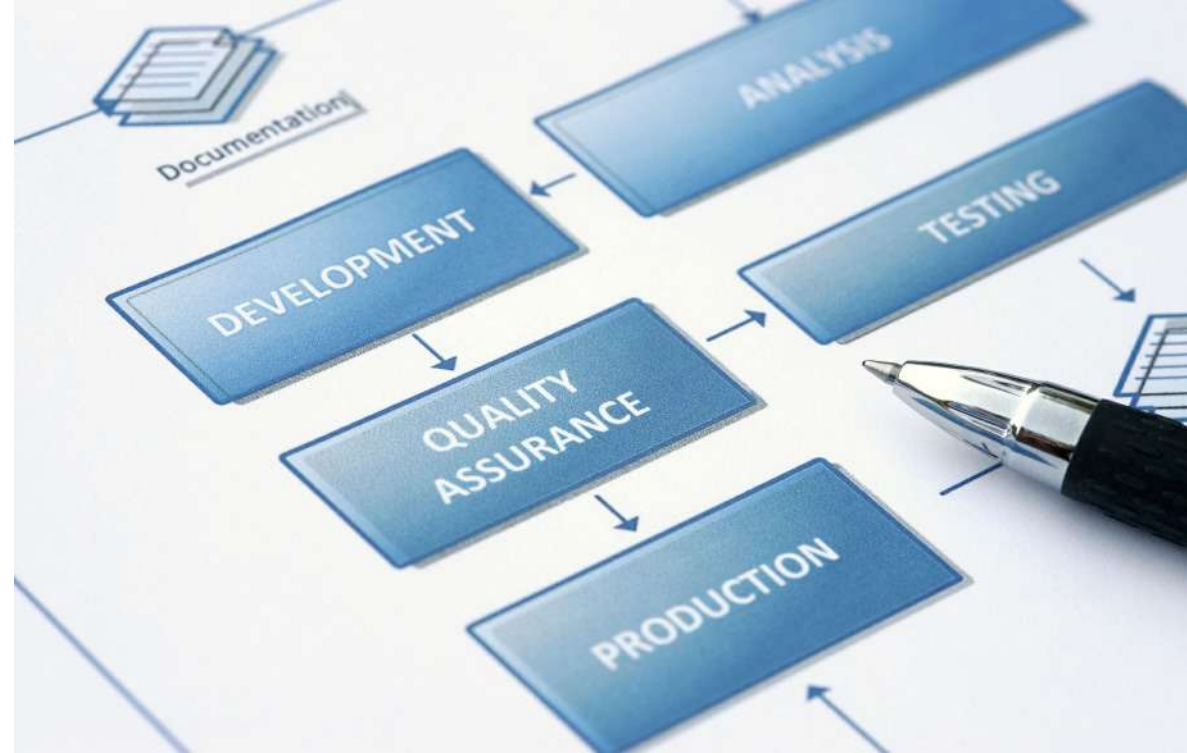 ANALYSIS
Documentation
TESTING
DEVELOPMENT
QUALITY
ASSURANCE
PRODUCTION